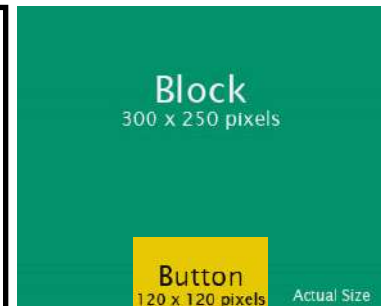 Block
300 x 250 pixels
Button
120 x 120 pixels
Actual Size